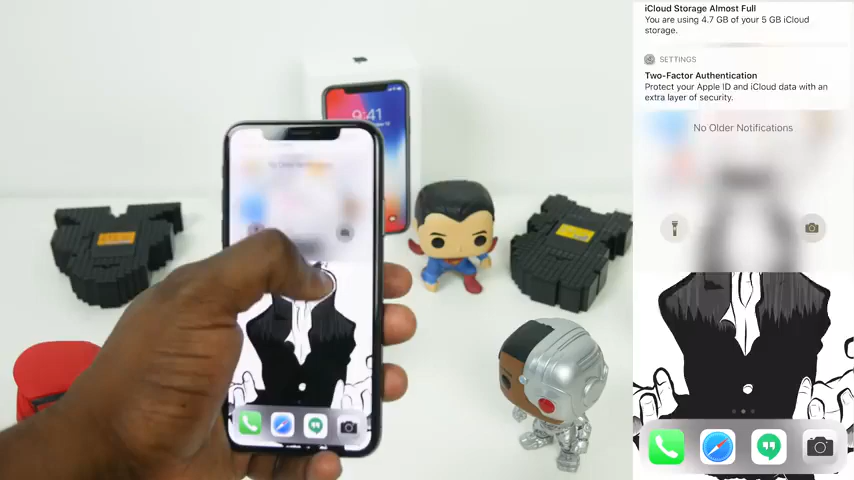 iCloud Storage Almost Full
You are using 4.7 GB of your 5 GB iCloud
storage.
SETTINGS
Two-Factor Authentication
Protect your Apple ID and iCloud data with an
extra layer of security.
No Older Notifications
9:41